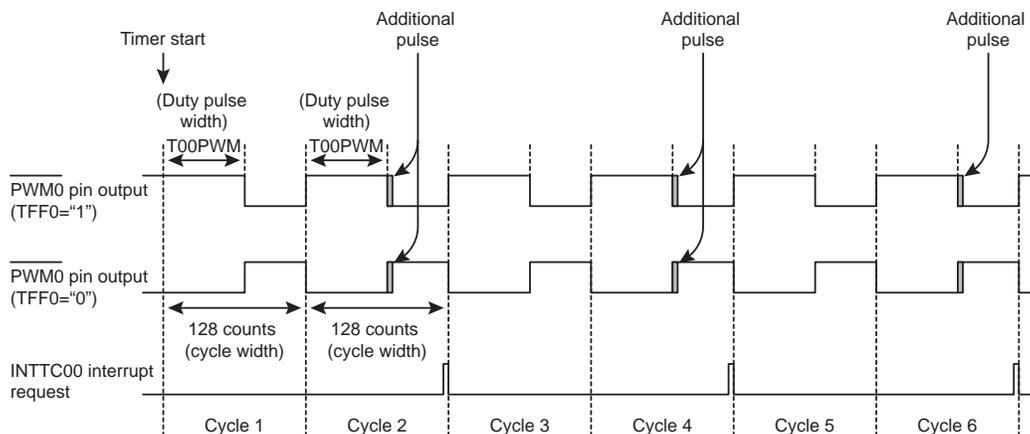 Additional
pulse
Additional
pulse
Additional
pulse
Timer start
(Duty pulse
width)
T00PWM
(Duty pulse
width)
T00PWM
PWM0 pin output
(TFF0=“1”)
PWM0 pin output
(TFF0=“0”)
128 counts
(cycle width)
128 counts
(cycle width)
INTTC00 interrupt
request
Cycle 1
Cycle 2
Cycle 3
Cycle 4
Cycle 5
Cycle 6